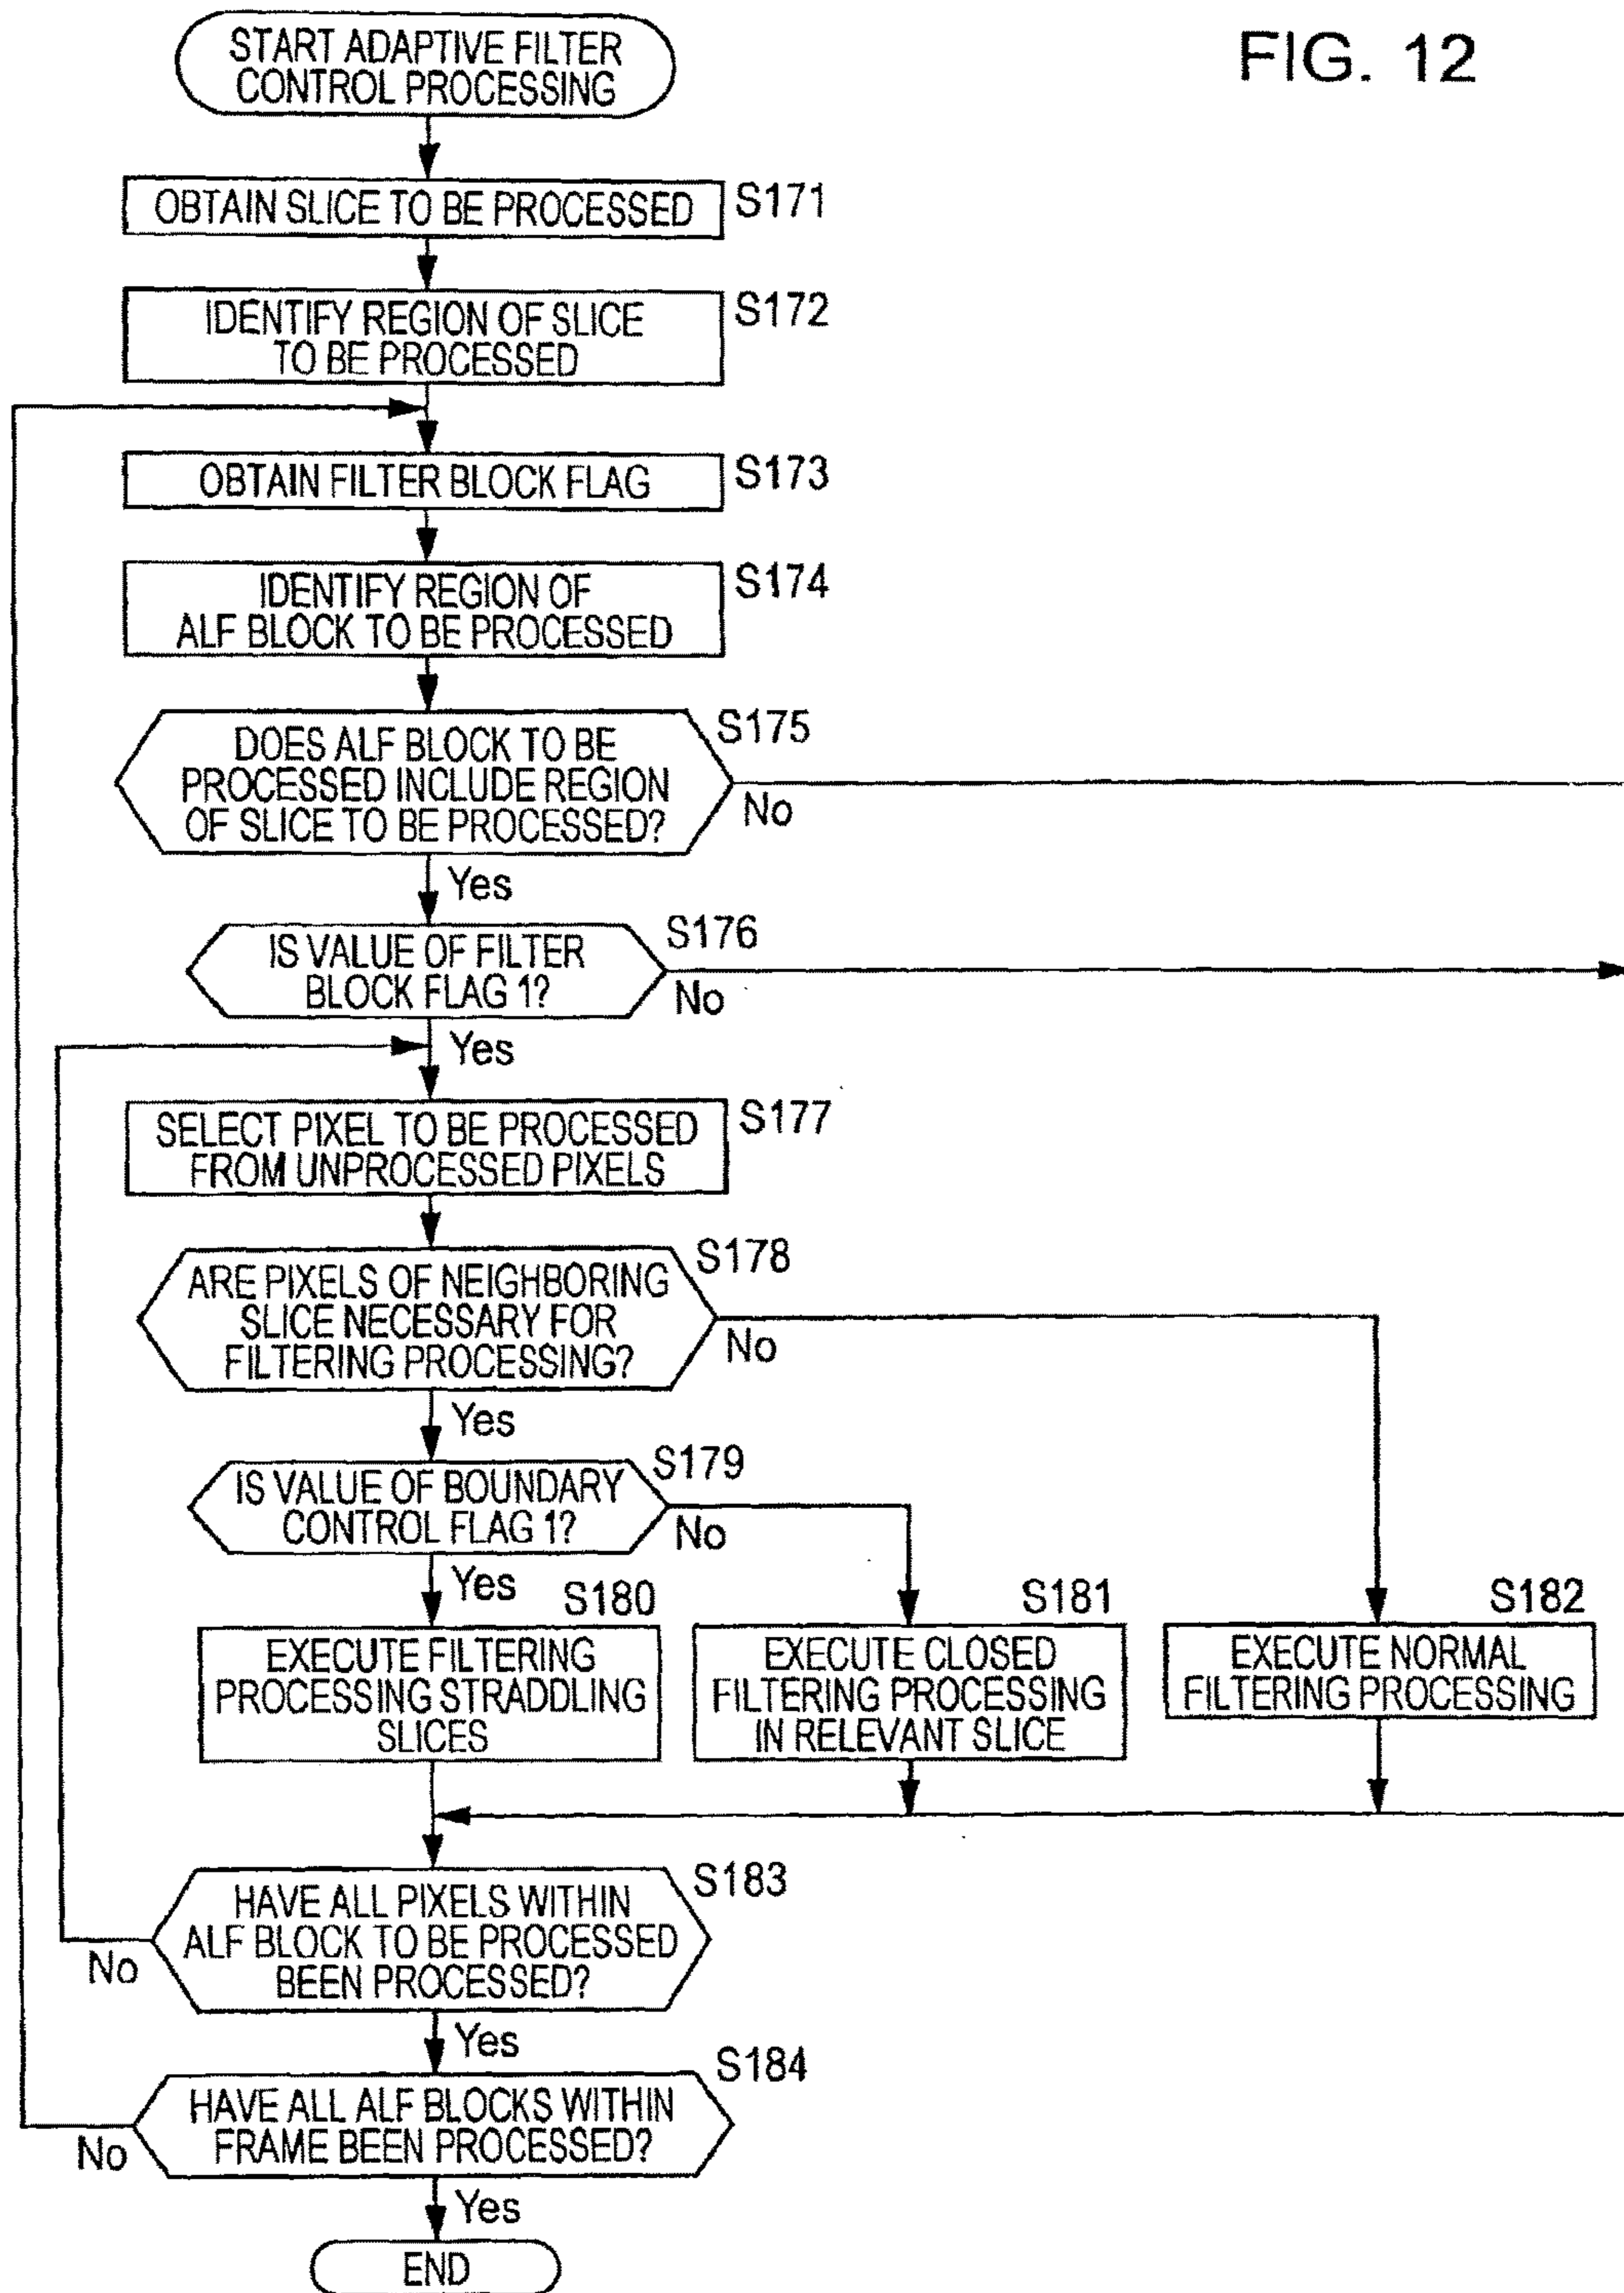 FIG. 12
START ADAPTIVE FILTER
CONTROL PROCESSING
OBTAIN SLICE TO BE PROCESSED
S171
IDENTIFY REGION OF SLICE
TO BE PROCESSED
S172
OBTAIN FILTER BLOCK FLAG
S173
IDENTIFY REGION OF
ALF BLOCK TO BE PROCESSED
S174
DOES ALF BLOCK TO BE
PROCESSED INCLUDE REGION
OF SLICE TO BE PROCESSED?
S175
No
Yes
IS VALUE OF FILTER
BLOCK FLAG 1?
S176
No
Yes
SELECT PIXEL TO BE PROCESSED
FROM UNPROCESSED PIXELS
S177
ARE PIXELS OF NEIGHBORING
SLICE NECESSARY FOR
FILTERING PROCESSING?
S178
No
Yes
IS VALUE OF BOUNDARY
CONTROL FLAG 1?
S179
No
Yes
S180
EXECUTE FILTERING
PROCESSING STRADDLING
SLICES
S181
EXECUTE CLOSED
FILTERING PROCESSING
IN RELEVANT SLICE
S182
EXECUTE NORMAL
FILTERING PROCESSING
HAVE ALL PIXELS WITHIN
ALF BLOCK TO BE PROCESSED
BEEN PROCESSED?
S183
No
Yes
HAVE ALL ALF BLOCKS WITHIN
FRAME BEEN PROCESSED?
S184
No
Yes
END